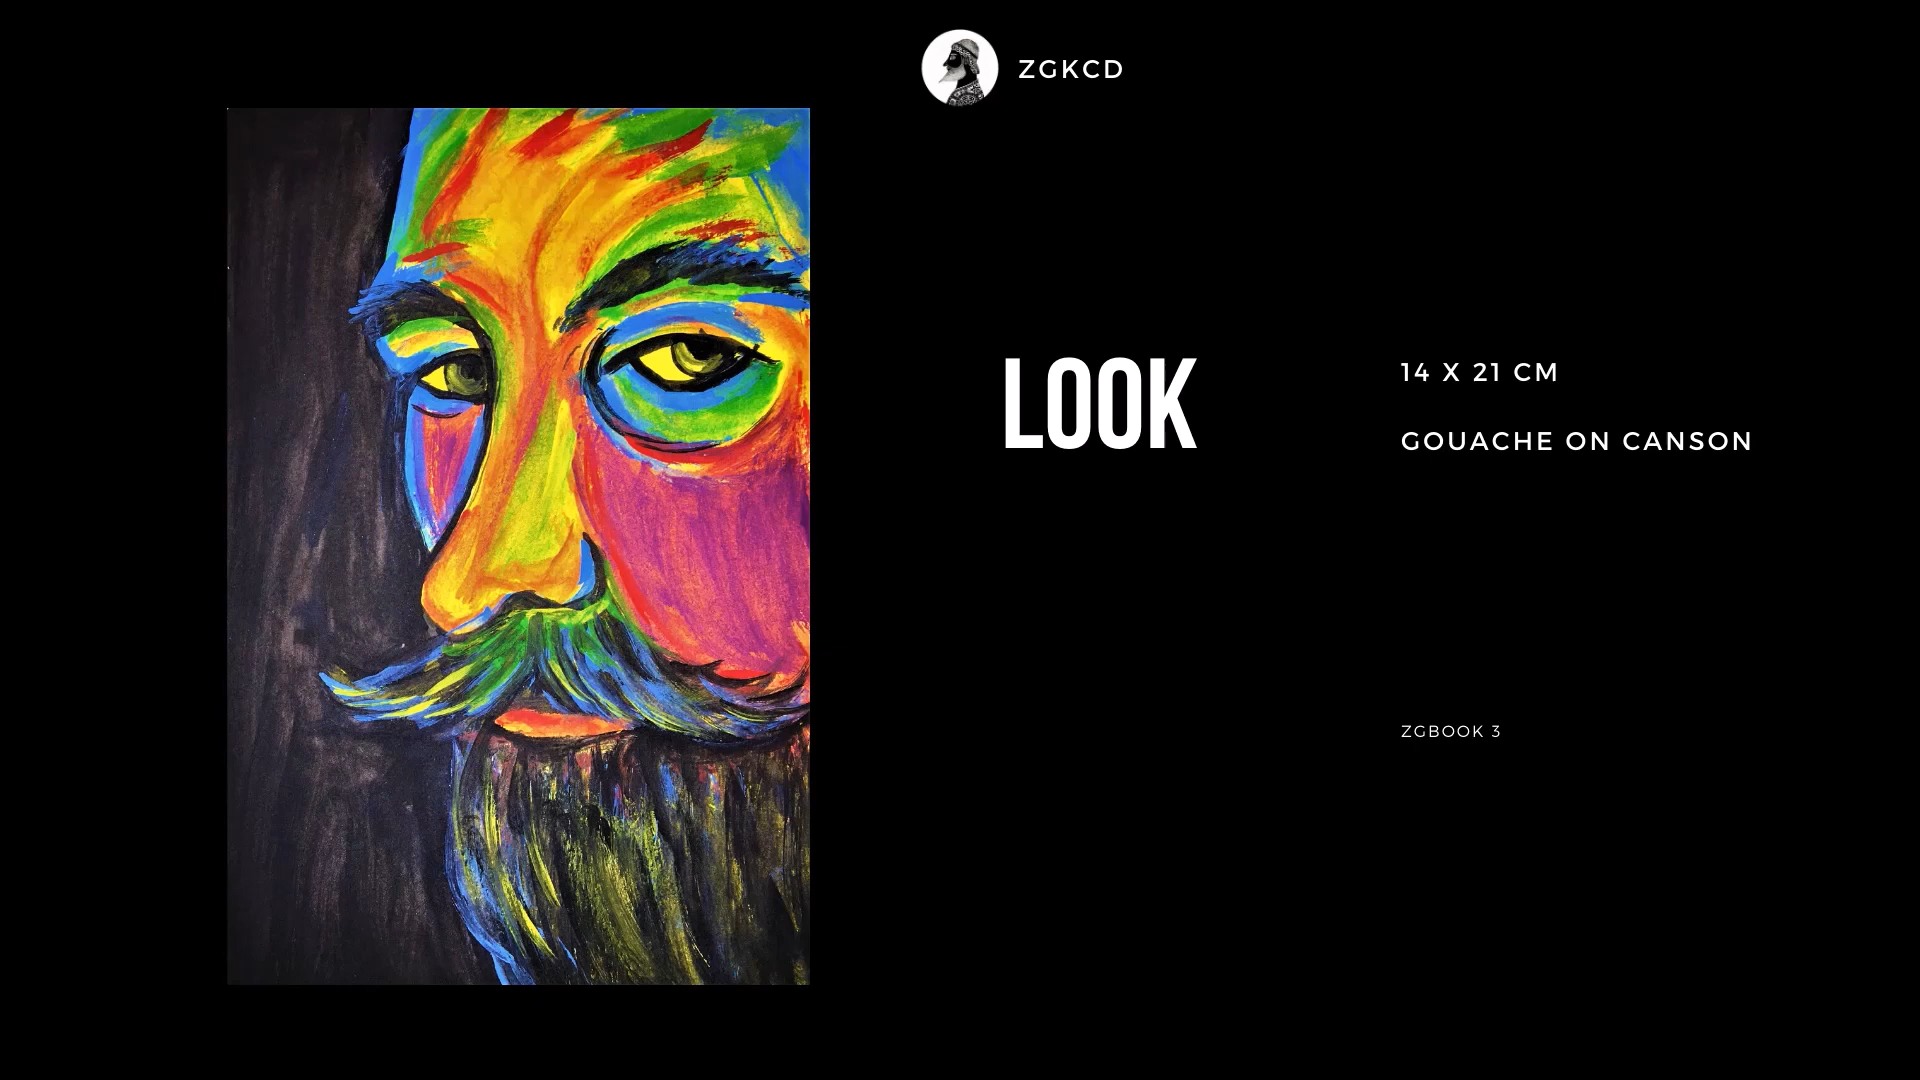 ZGKCD
LOOK
14 X 21 CM
GOUACHE ON CANSON
ZGBOOK 3